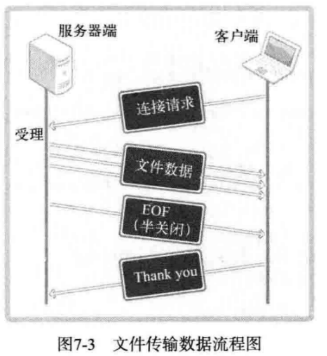 服务器端
客户端
连接请求
受理
文件数据
EOF
（半关闭）
Thank you
图7-3 文件传输数据流程图